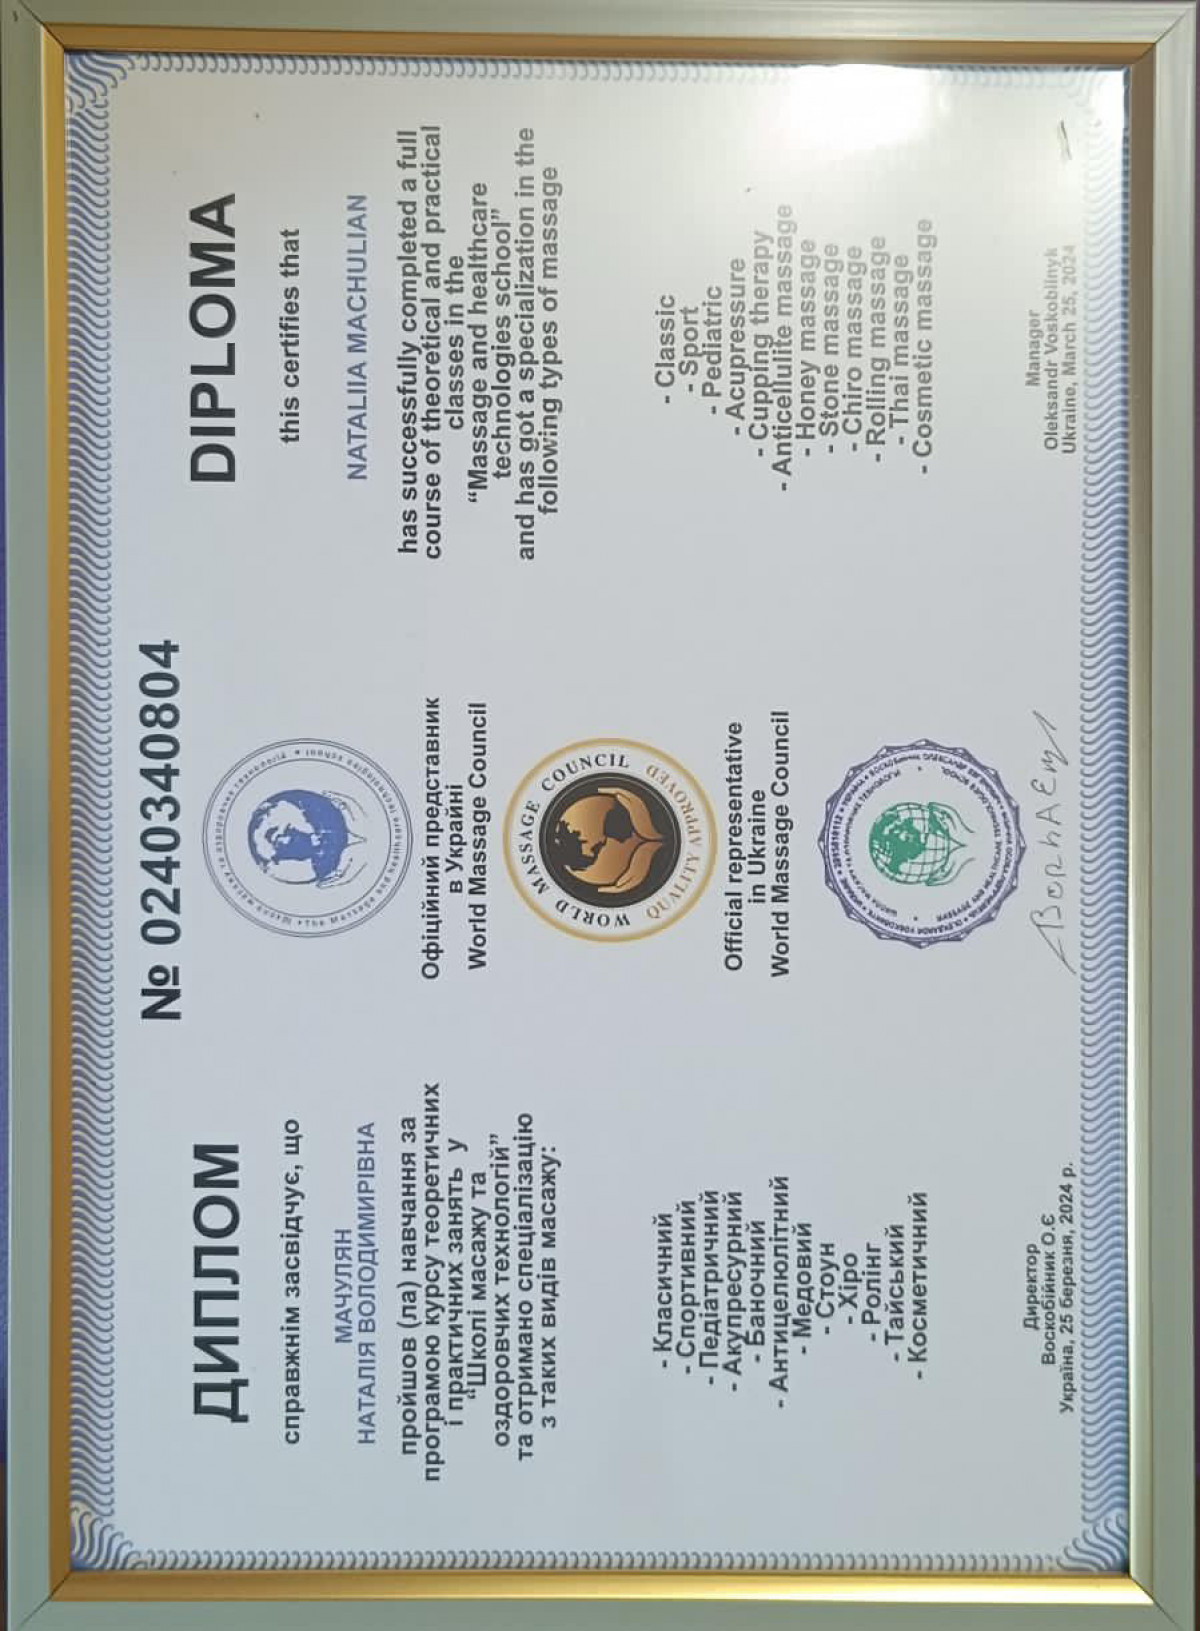 № 02403340804
ДИПЛОМ
справжнім засвідчує, що
МАЧУЛЯН
НАТАЛІЯ ВОЛОДИМИРІВНА
пройшов (ла) навчання за
програмою курсу теоретичних
і практичних занять у
“Школі масажу та
оздоровчих технологій”
та отримано спеціалізацію
з таких видів масажу:
- Класичний
- Спортивний
- Педіатричний
- Акупресурний
- Баночний
- Антицелюлітний
- Медовий
- Стоун
- Хіро
- Ролінг
- Тайський
- Косметичний
Директор
Воскобійник О.Є
Україна, 25 березня, 2024 р.
Офіційний представник
в Україні
World Massage Council
WORLD MASSAGE COUNCIL
QUALITY APPROVED
Official representative
in Ukraine
World Massage Council
DIPLOMA
this certifies that
NATALIIA MACHULIAN
has successfully completed a full
course of theoretical and practical
classes in the
“Massage and healthcare
technologies school”
and has got a specialization in the
following types of massage
- Classic
- Sport
- Pediatric
- Acupressure
- Cupping therapy
- Anticellulite massage
- Honey massage
- Stone massage
- Chiro massage
- Rolling massage
- Thai massage
- Cosmetic massage
Manager
Oleksandr Voskobiinyk
Ukraine, March 25, 2024